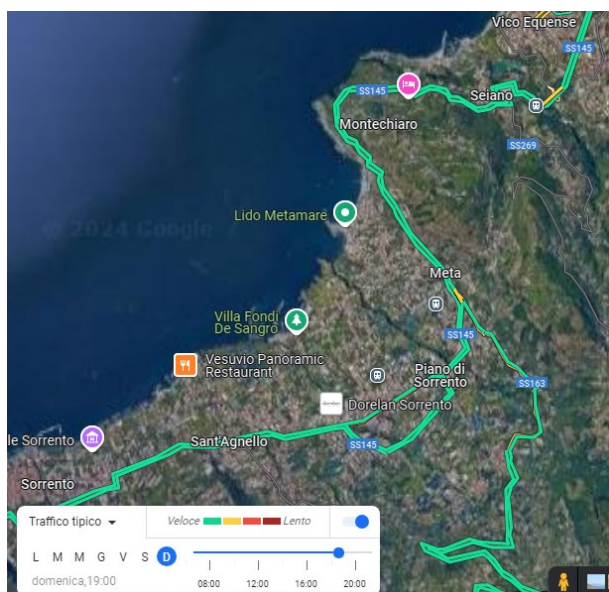 Vico Equense
SS145
SS145
Seiano
Montechiaro
SS269
Lido Metamare
© 2024 Google
Meta
Villa Fondi
De Sangro
SS145
Vesuvio Panoramic
Restaurant
Piano di
Sorrento
SS163
Dorelan Sorrento
le Sorrento
Sant'Agnello
SS145
Sorrento
Traffico tipico
Veloce
Lento
L M M G V S D
domenica,19:00
08:00 12:00 16:00 20:00